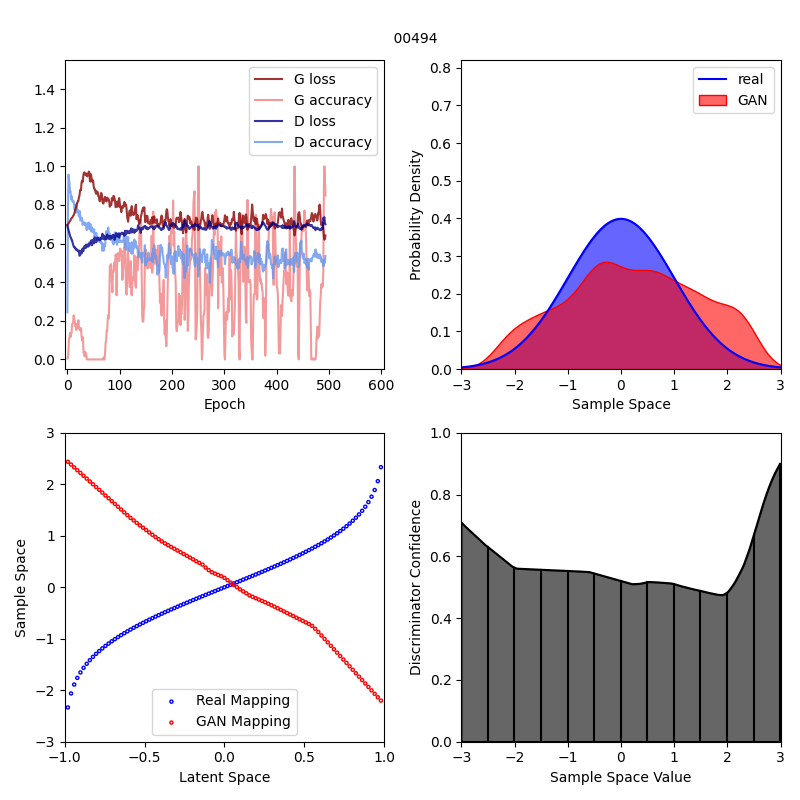 00494
1.4
1.2
1.0
0.8
0.6
0.4
0.2
0.0
0 100 200 300 400 500 600
Epoch
G loss
G accuracy
D loss
D accuracy
Probability Density
0.8
0.7
0.6
0.5
0.4
0.3
0.2
0.1
0.0
−3 −2 −1 0 1 2 3
Sample Space
real
GAN
Sample Space
3
2
1
0
−1
−2
−3
−1.0 −0.5 0.0 0.5 1.0
Latent Space
Real Mapping
GAN Mapping
Discriminator Confidence
1.0
0.8
0.6
0.4
0.2
0.0
−3 −2 −1 0 1 2 3
Sample Space Value